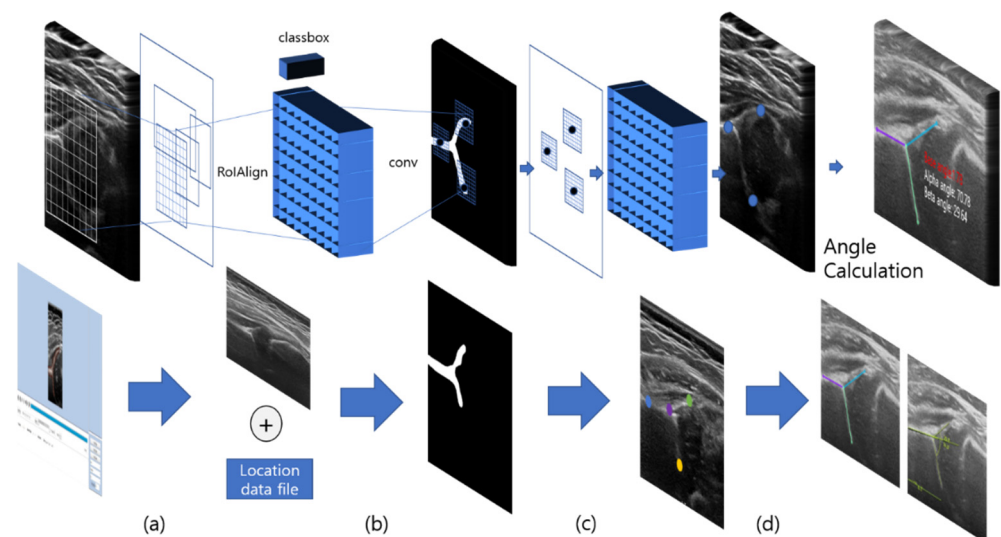 classbox
RoIAlign
conv
Alpha angle: 70.78
Beta angle: 29.64
Angle
Calculation
+
Location
data file
(a)
(b)
(c)
(d)